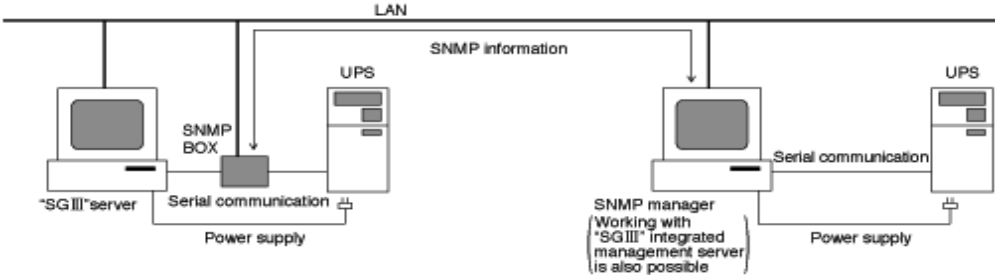 LAN
SNMP information
UPS
UPS
SNMP
BOX
Serial communication
"SGⅢ"server
Serial communication
SNMP manager
Power supply
Working with
"SGⅢ" integrated
management server
is also possible
Power supply